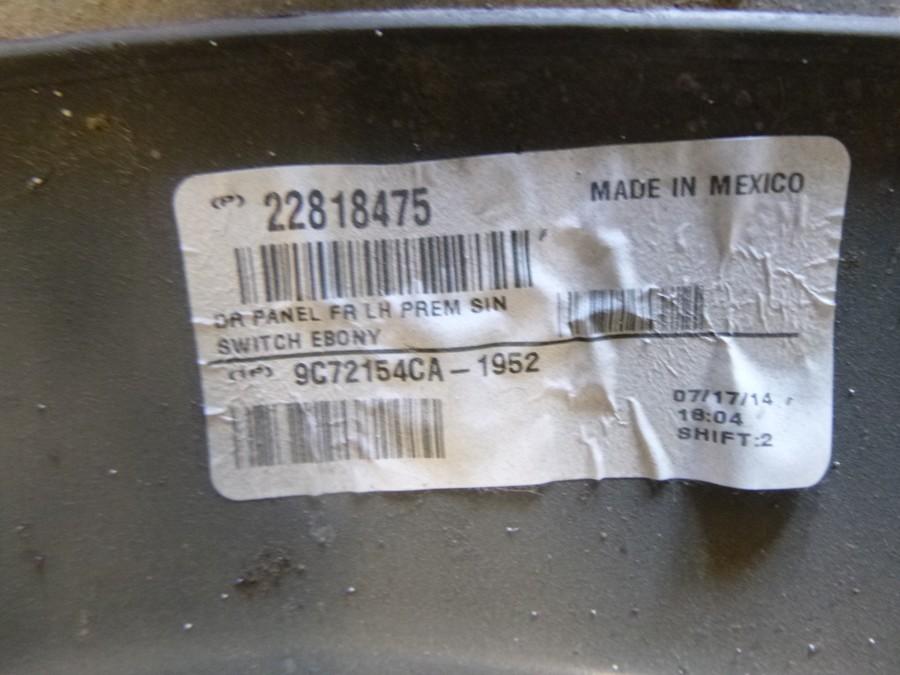 (P) 22818475
MADE IN MEXICO
DR PANEL FR LH PREM SIN
SWITCH EBONY
(1P) 9C72154CA - 1952
07/17/14
18:04
SHIFT:2